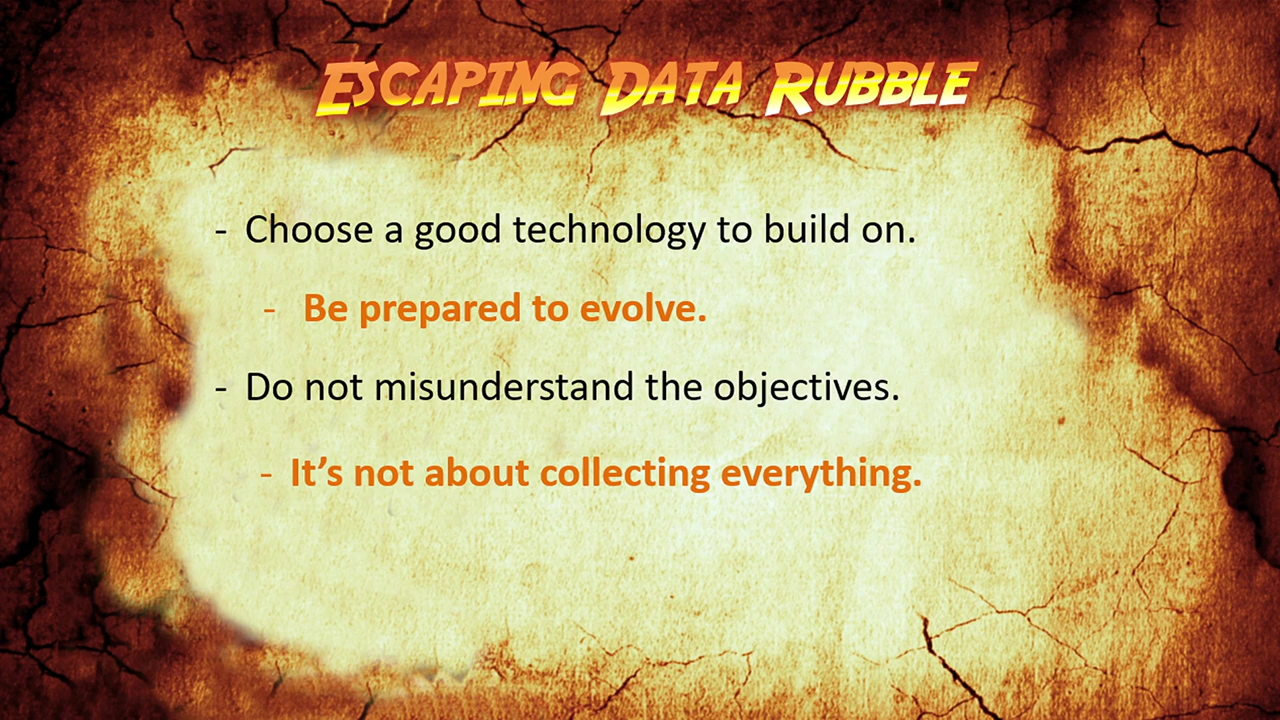 Escaping Data Rubble
- Choose a good technology to build on.
- Be prepared to evolve.
- Do not misunderstand the objectives.
- It’s not about collecting everything.